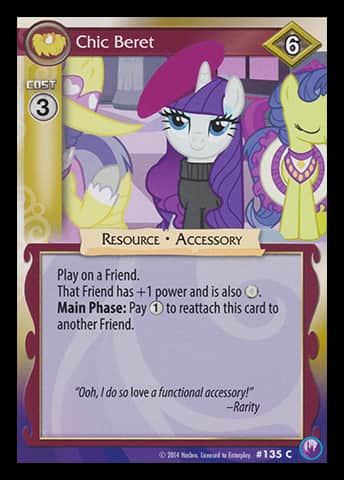 Chic Beret
6
COST
3
RESOURCE • ACCESSORY
Play on a Friend.
That Friend has +1 power and is also .
Main Phase: Pay 1 to reattach this card to
another Friend.
"Ooh, I do so love a functional accessory!"
–Rarity
© 2014 Hasbro. Licensed to Enterplay. #135 C